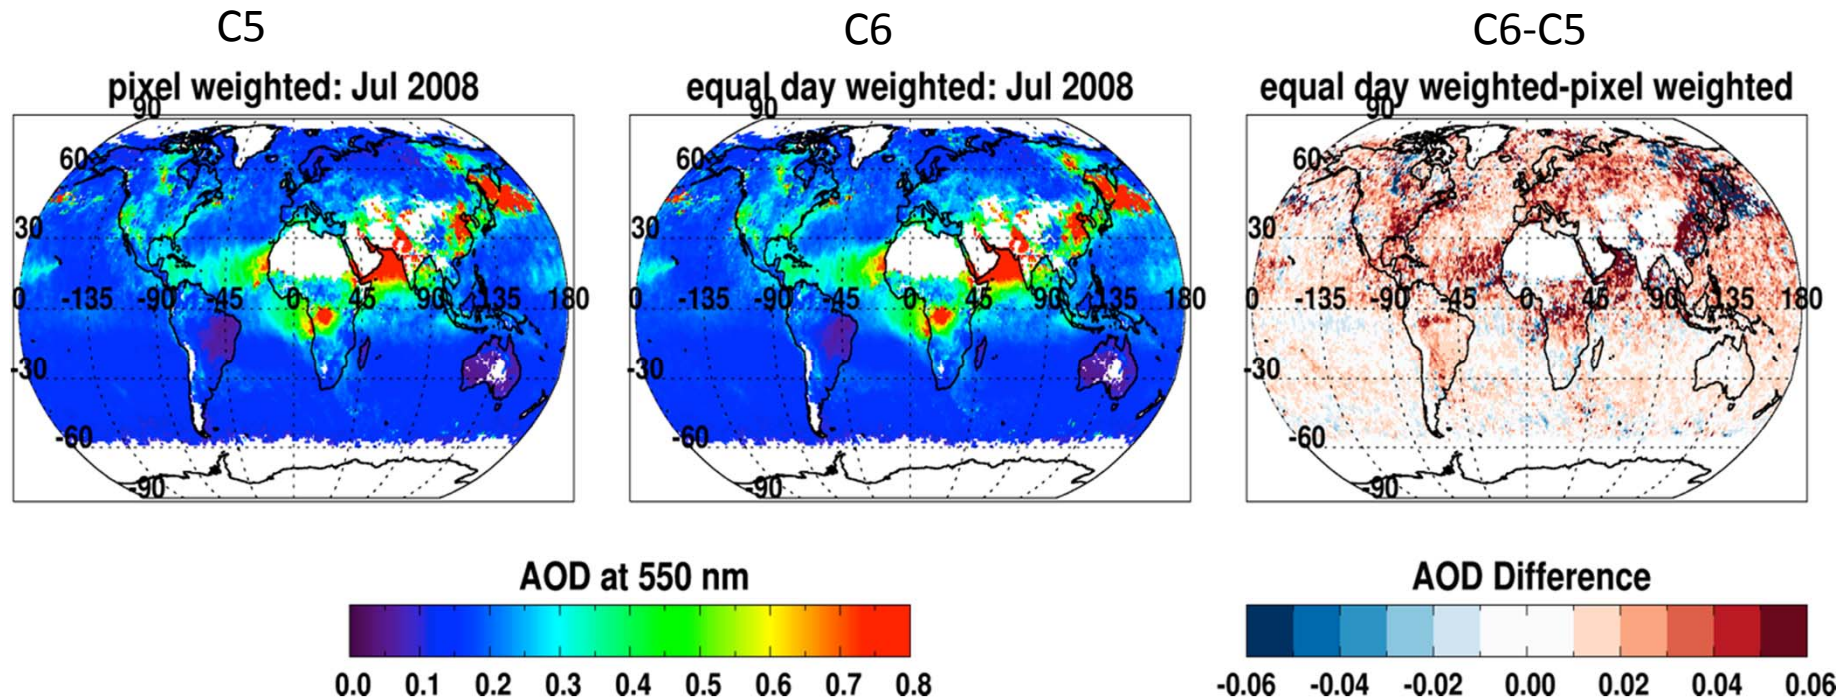 C5
C6
C6-C5
pixel weighted: Jul 2008
equal day weighted: Jul 2008
equal day weighted-pixel weighted
90
90
90
60
60
60
30
30
30
0 -135 -90 -45 0 45 90 135 180
0 -135 -90 -45 0 45 90 135 180
0 -135 -90 -45 0 45 90 135 180
-30
-30
-30
-60
-60
-60
-90
-90
-90
AOD at 550 nm
AOD Difference
0.0 0.1 0.2 0.3 0.4 0.5 0.6 0.7 0.8
-0.06 -0.04 -0.02 0.00 0.02 0.04 0.06